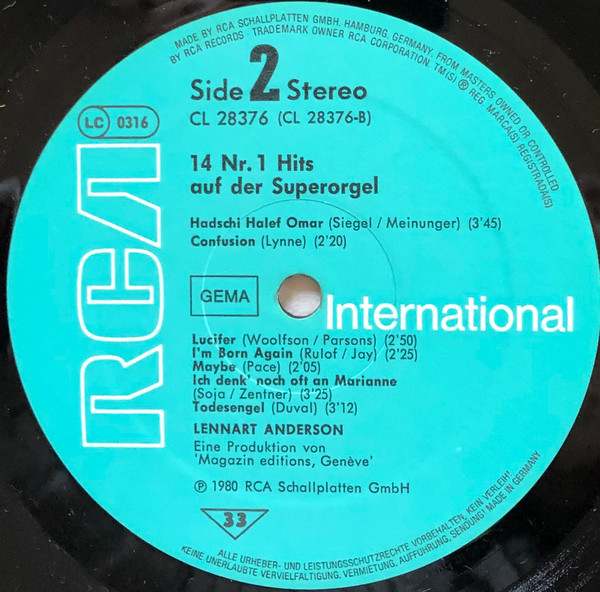 MADE BY RCA SCHALLPLATTEN GMBH, HAMBURG, GERMANY, FROM MASTERS OWNED OR CONTROLLED
BY RCA RECORDS. TRADEMARK OWNER RCA CORPORATION. TM(S) ® REG. MARCA(S) REGISTRADA(S)
Side 2 Stereo
CL 28376 (CL 28376-B)
LC 0316
14 Nr. 1 Hits
auf der Superorgel
Hadschi Halef Omar (Siegel / Meinunger) (3'45)
Confusion (Lynne) (2'20)
RCA
GEMA
International
Lucifer (Woolfson / Parsons) (2'50)
I'm Born Again (Rulof / Jay) (2'25)
Maybe (Pace) (2'05)
Ich denk' noch oft an Marianne
(Soja / Zentner) (3'25)
Todesengel (Duval) (3'12)
LENNART ANDERSON
Eine Produktion von
'Magazin editions, Genève'
℗ 1980 RCA Schallplatten GmbH
33
ALLE URHEBER- UND LEISTUNGSSCHUTZRECHTE VORBEHALTEN, KEIN VERLEIH!
KEINE UNERLAUBTE VERVIELFÄLTIGUNG, VERMIETUNG, AUFFÜHRUNG, SENDUNG! MADE IN GERMANY